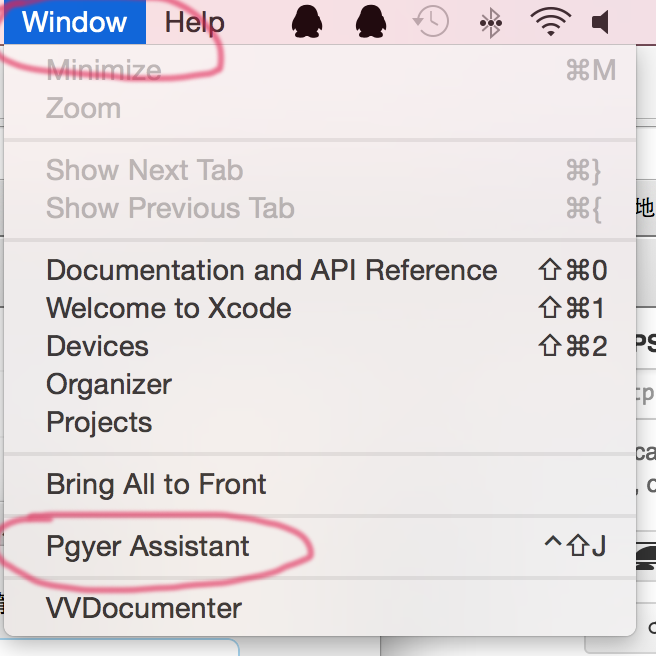 Window Help
Minimize ⌘M
Zoom
Show Next Tab ⌘}
Show Previous Tab ⌘{
地
Documentation and API Reference ⇧⌘0
Welcome to Xcode ⇧⌘1
Devices ⇧⌘2
Organizer
Projects
Bring All to Front
Pgyer Assistant ^⇧J
VVDocumenter